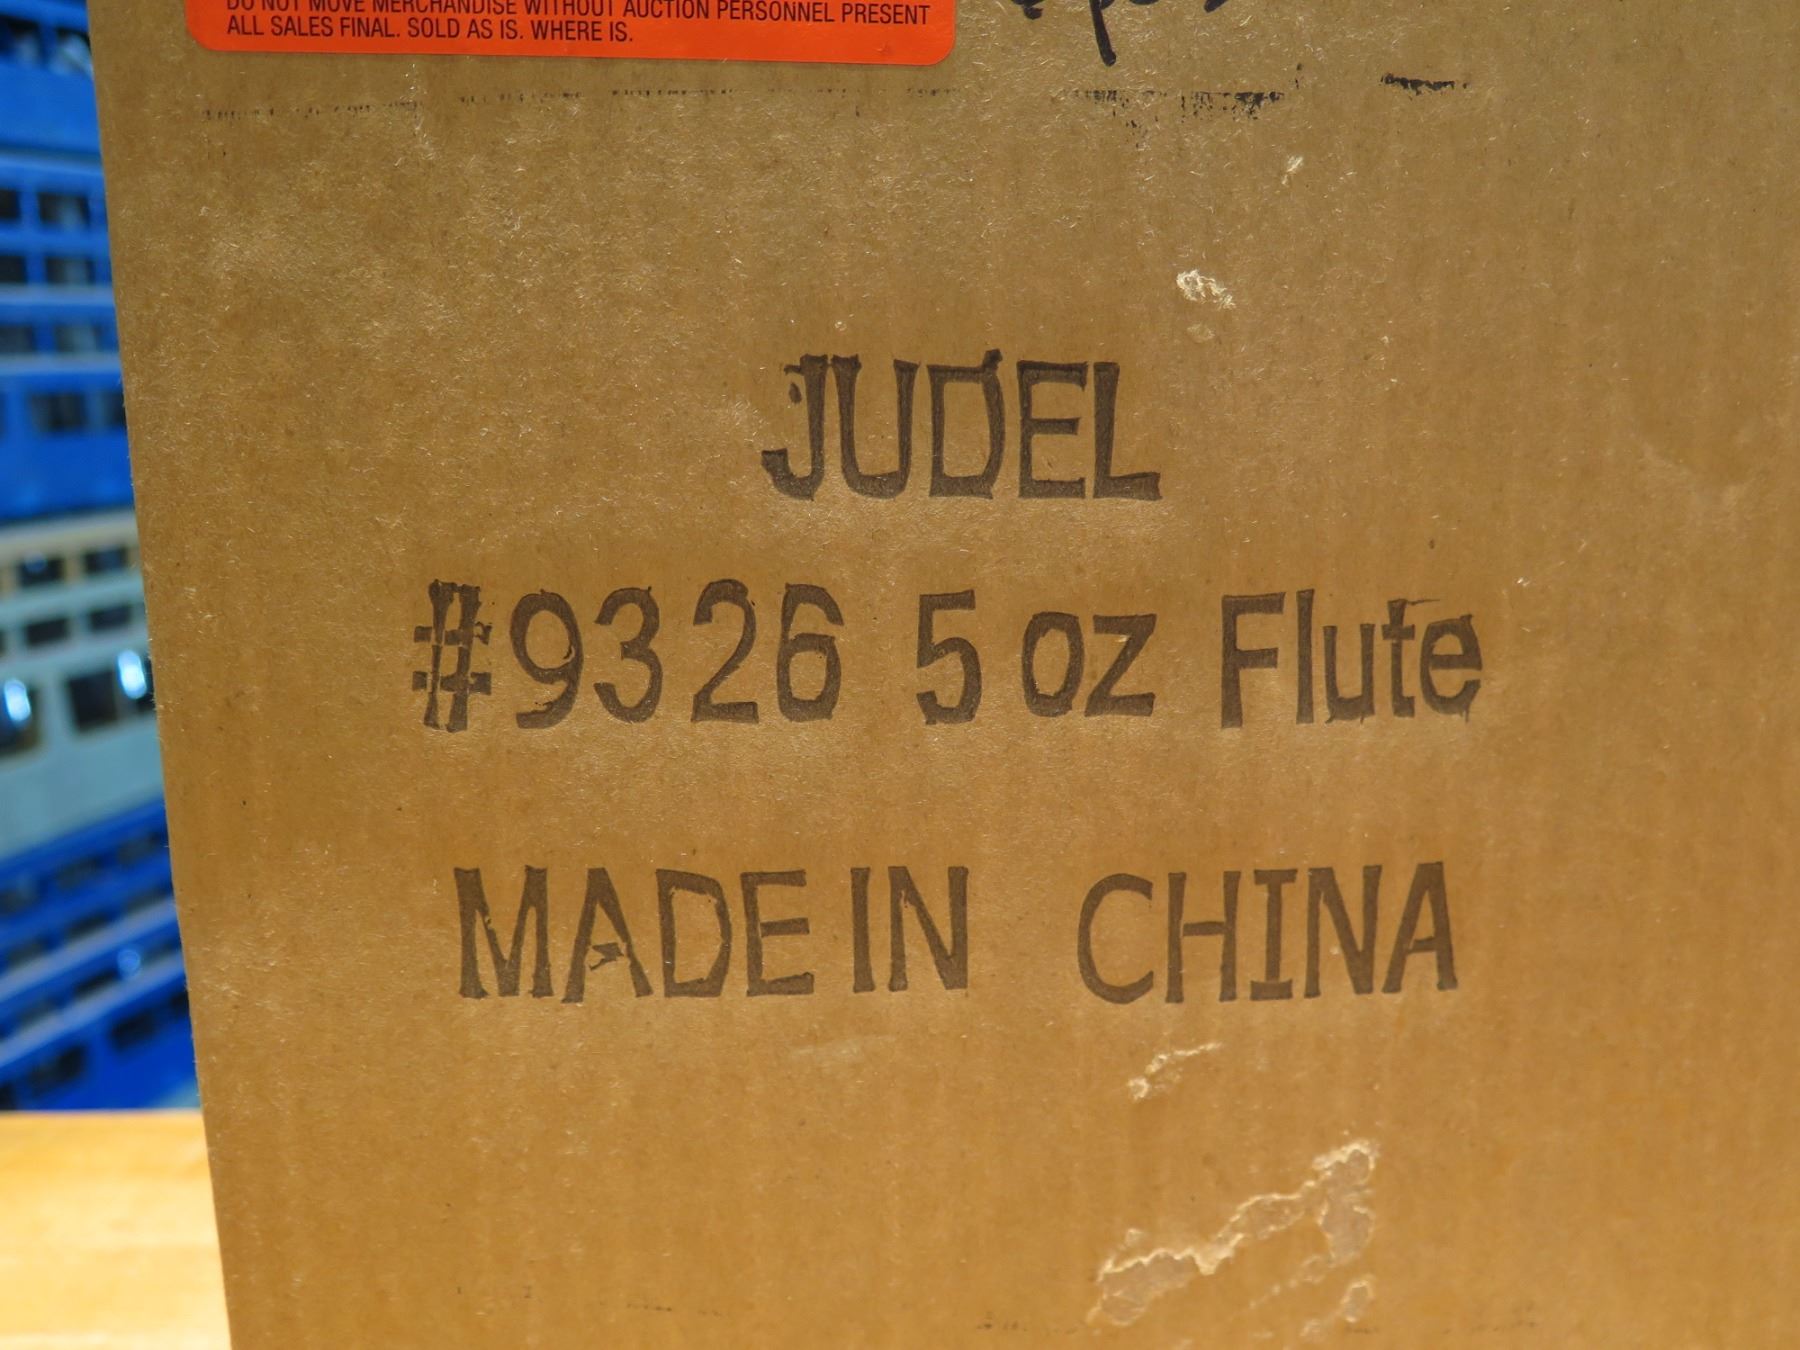 DO NOT MOVE MERCHANDISE WITHOUT AUCTION PERSONNEL PRESENT
ALL SALES FINAL. SOLD AS IS. WHERE IS.
JUDEL
#9326 5 oz Flute
MADE IN CHINA